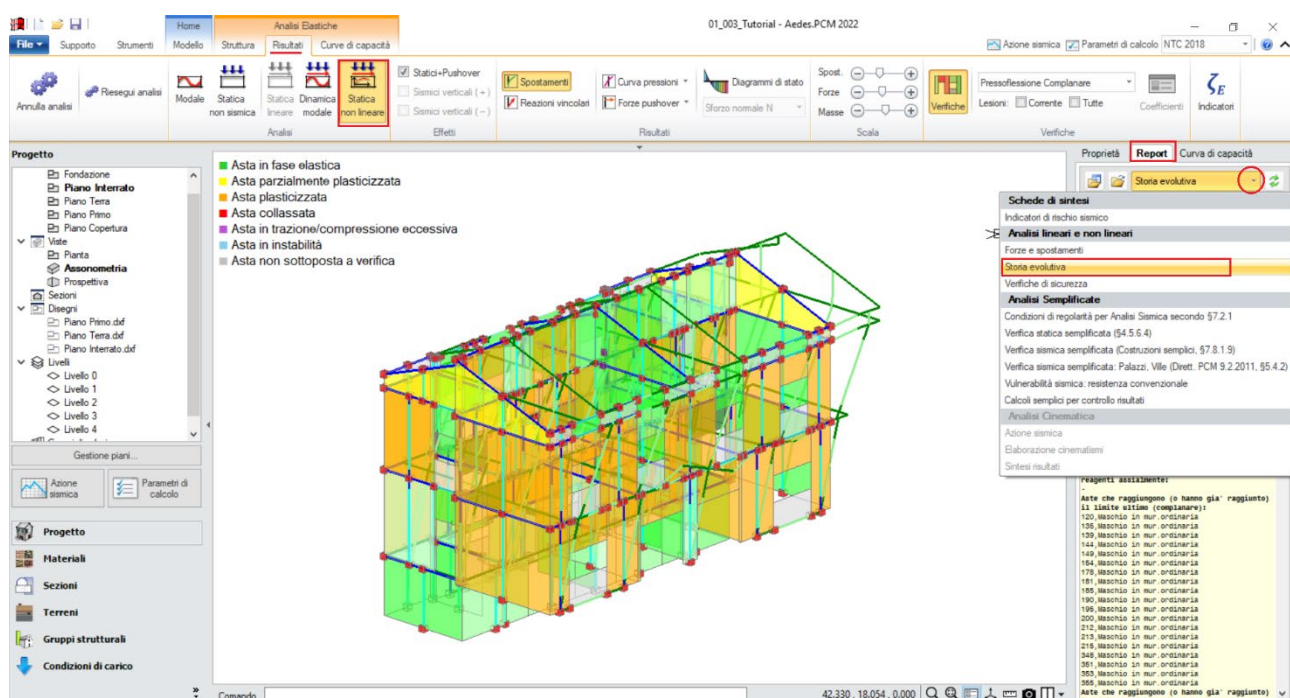 01_003_Tutorial - Aedes.PCM 2022
Home
Analisi Elastiche
File
Supporto
Strumenti
Modello
Struttura
Risultati
Curve di capacità
Azione sismica
Parametri di calcolo
NTC 2018
Annulla analisi
Riesegui analisi
Modale
Statica non sismica
Statica lineare
Dinamica modale
Statica non lineare
Analisi
Statici+Pushover
Sismici verticali (+)
Sismici verticali (-)
Effetti
Spostamenti
Reazioni vincolari
Curva pressioni
Forze pushover
Diagrammi di stato
Sforzo normale N
Risultati
Spost.
Forze
Masse
Scala
Verifiche
Pressoflessione Complanare
Lesioni:
Corrente
Tutte
Coefficienti
ζE
Indicatori
Verifiche
Progetto
Fondazione
Piano Interrato
Piano Terra
Piano Primo
Piano Copertura
Viste
Pianta
Assonometria
Prospettiva
Sezioni
Disegni
Piano Primo.dxf
Piano Terra.dxf
Piano Interrato.dxf
Livelli
Livello 0
Livello 1
Livello 2
Livello 3
Livello 4
Gestione piani...
Azione sismica
Parametri di calcolo
Progetto
Materiali
Sezioni
Terreni
Gruppi strutturali
Condizioni di carico
Asta in fase elastica
Asta parzialmente plasticizzata
Asta plasticizzata
Asta collassata
Asta in trazione/compressione eccessiva
Asta in instabilità
Asta non sottoposta a verifica
Comando
42.330 , 18.054 , 0.000
Proprietà
Report
Curva di capacità
Storia evolutiva
Schede di sintesi
Indicatori di rischio sismico
Analisi lineari e non lineari
Forze e spostamenti
Storia evolutiva
Verifiche di sicurezza
Analisi Semplificate
Condizioni di regolarità per Analisi Sismica secondo §7.2.1
Verifica statica semplificata (§4.5.6.4)
Verifica sismica semplificata (Costruzioni semplici, §7.8.1.9)
Verifica sismica semplificata: Palazzi, Ville (Dirett. PCM 9.2.2011, §5.4.2)
Vulnerabilità sismica: resistenza convenzionale
Calcoli semplici per controllo risultati
Analisi Cinematica
Azione sismica
Elaborazione cinematismi
Sintesi risultati
reagenti assialmente:
-
Aste che raggiungono (o hanno gia' raggiunto)
il limite ultimo (complanare):
120,Maschio in mur.ordinaria
136,Maschio in mur.ordinaria
139,Maschio in mur.ordinaria
144,Maschio in mur.ordinaria
149,Maschio in mur.ordinaria
164,Maschio in mur.ordinaria
178,Maschio in mur.ordinaria
181,Maschio in mur.ordinaria
185,Maschio in mur.ordinaria
190,Maschio in mur.ordinaria
196,Maschio in mur.ordinaria
200,Maschio in mur.ordinaria
212,Maschio in mur.ordinaria
213,Maschio in mur.ordinaria
215,Maschio in mur.ordinaria
348,Maschio in mur.ordinaria
351,Maschio in mur.ordinaria
353,Maschio in mur.ordinaria
355,Maschio in mur.ordinaria
Aste che raggiungono (o hanno gia' raggiunto)